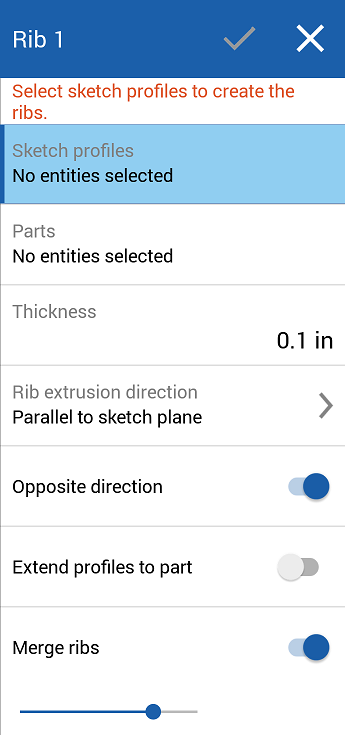 Rib 1
Select sketch profiles to create the
ribs.
Sketch profiles
No entities selected
Parts
No entities selected
Thickness
0.1 in
Rib extrusion direction
Parallel to sketch plane
Opposite direction
Extend profiles to part
Merge ribs